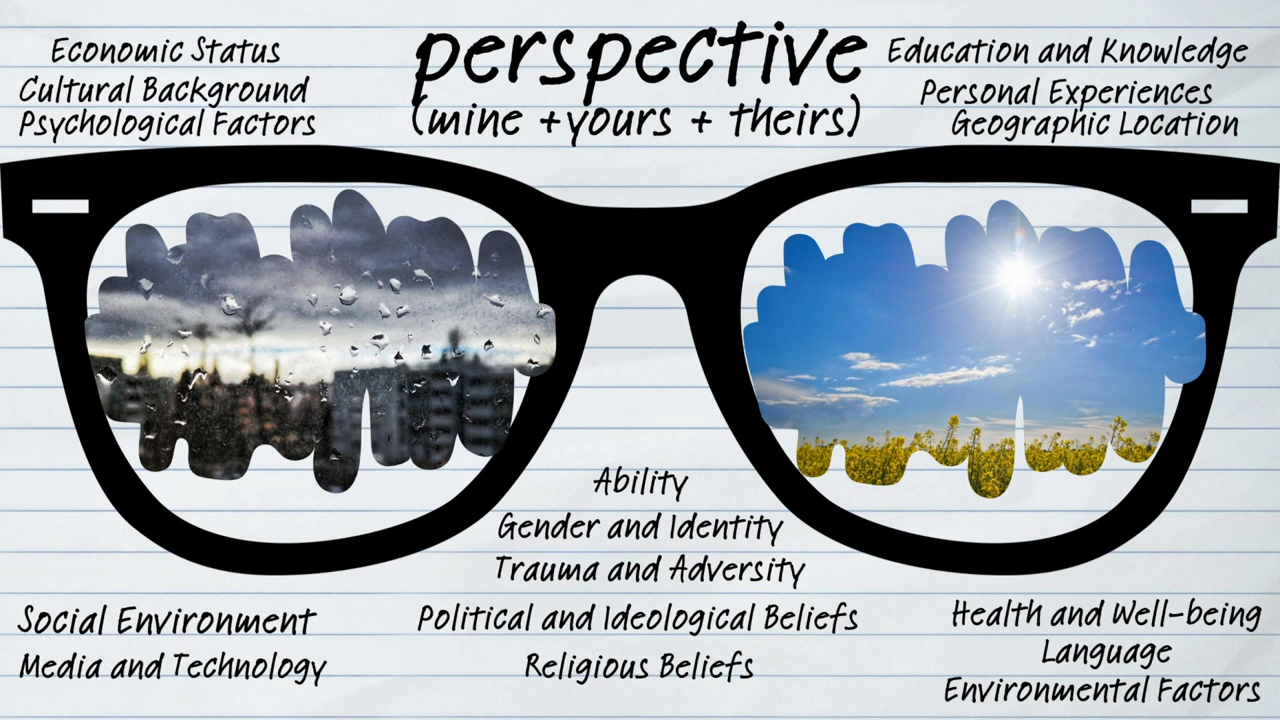 perspective
(mine + yours + theirs)
Economic Status
Cultural Background
Psychological Factors
Education and Knowledge
Personal Experiences
Geographic Location
Ability
Gender and Identity
Trauma and Adversity
Political and Ideological Beliefs
Religious Beliefs
Social Environment
Media and Technology
Health and Well-being
Language
Environmental Factors